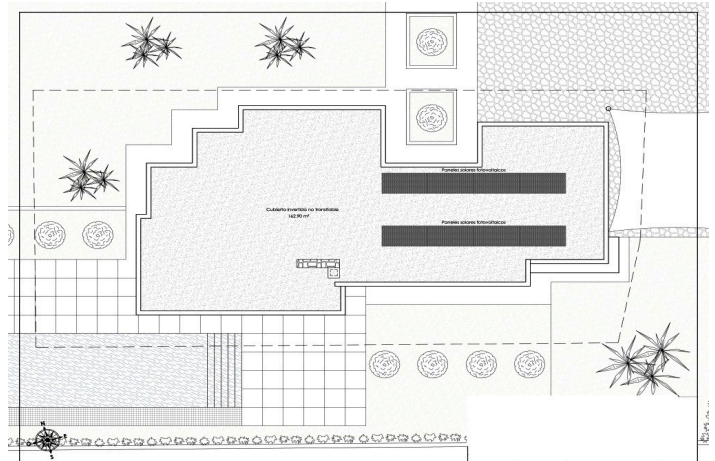 Paneles solares fotovoltaicos
Cubierta invertida no transitable
162.90 m²
Paneles solares fotovoltaicos
N
E
S